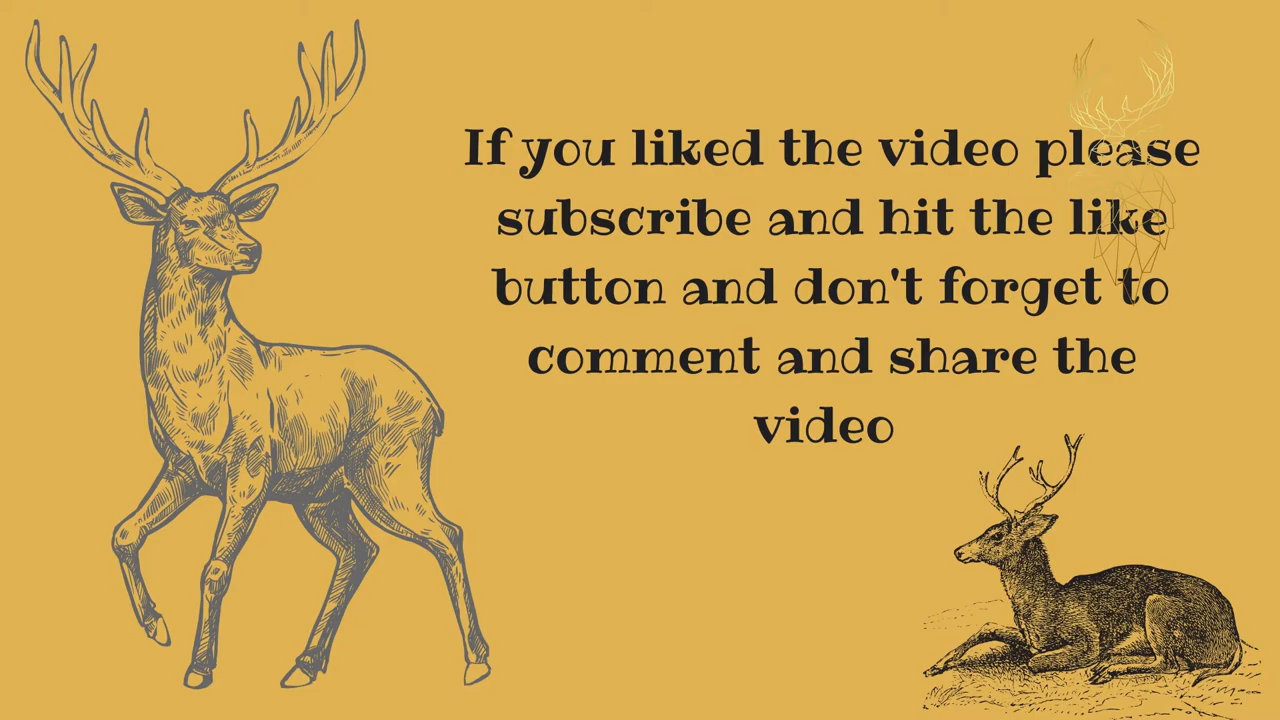 If you liked the video please
subscribe and hit the like
button and don't forget to
comment and share the
video